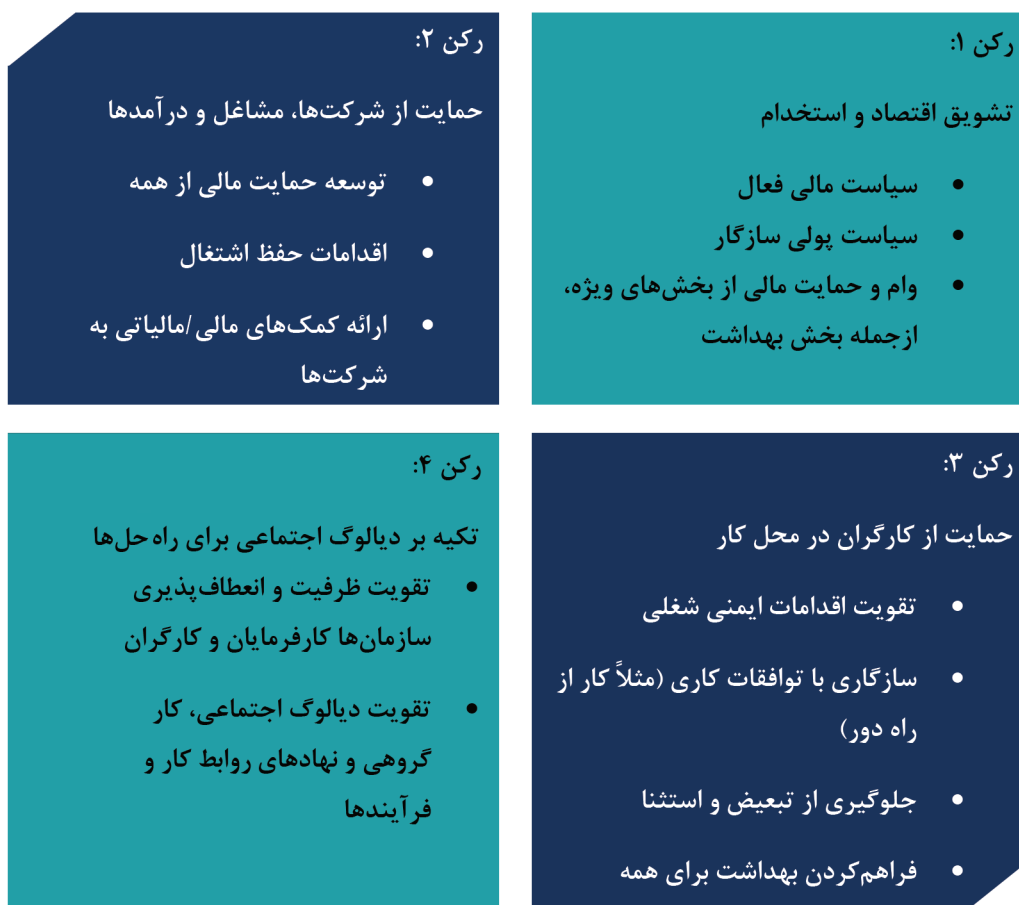 رکن ۱:
تشویق اقتصاد و استخدام
• سیاست مالی فعال
• سیاست پولی سازگار
• وام و حمایت مالی از بخش‌های ویژه،
ازجمله بخش بهداشت
رکن ۲:
حمایت از شرکت‌ها، مشاغل و درآمدها
• توسعه حمایت مالی از همه
• اقدامات حفظ اشتغال
• ارائه کمک‌های مالی/مالیاتی به
شرکت‌ها
رکن ۳:
حمایت از کارگران در محل کار
• تقویت اقدامات ایمنی شغلی
• سازگاری با توافقات کاری (مثلاً کار از
راه دور)
• جلوگیری از تبعیض و استثنا
• فراهم‌کردن بهداشت برای همه
رکن ۴:
تکیه بر دیالوگ اجتماعی برای راه‌حل‌ها
• تقویت ظرفیت و انعطاف‌پذیری
سازمان‌ها کارفرمایان و کارگران
• تقویت دیالوگ اجتماعی، کار
گروهی و نهادهای روابط کار و
فرآیندها